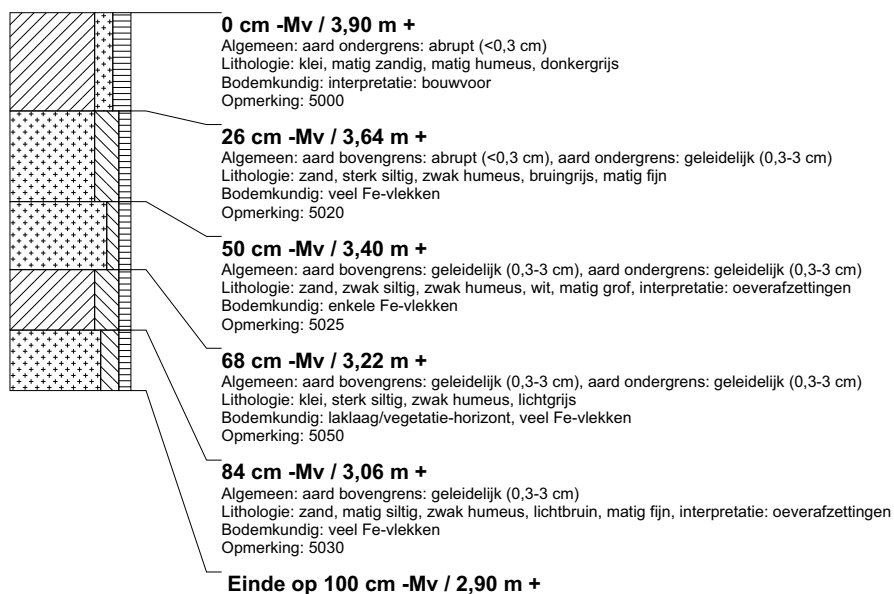 0 cm -Mv / 3,90 m +
Algemeen: aard ondergrens: abrupt (<0,3 cm)
Lithologie: klei, matig zandig, matig humeus, donkergrijs
Bodemkundig: interpretatie: bouwvoor
Opmerking: 5000
26 cm -Mv / 3,64 m +
Algemeen: aard bovengrens: abrupt (<0,3 cm), aard ondergrens: geleidelijk (0,3-3 cm)
Lithologie: zand, sterk siltig, zwak humeus, bruingrijs, matig fijn
Bodemkundig: veel Fe-vlekken
Opmerking: 5020
50 cm -Mv / 3,40 m +
Algemeen: aard bovengrens: geleidelijk (0,3-3 cm), aard ondergrens: geleidelijk (0,3-3 cm)
Lithologie: zand, zwak siltig, zwak humeus, wit, matig grof, interpretatie: oeverafzettingen
Bodemkundig: enkele Fe-vlekken
Opmerking: 5025
68 cm -Mv / 3,22 m +
Algemeen: aard bovengrens: geleidelijk (0,3-3 cm), aard ondergrens: geleidelijk (0,3-3 cm)
Lithologie: klei, sterk siltig, zwak humeus, lichtgrijs
Bodemkundig: laklaag/vegetatie-horizont, veel Fe-vlekken
Opmerking: 5050
84 cm -Mv / 3,06 m +
Algemeen: aard bovengrens: geleidelijk (0,3-3 cm)
Lithologie: zand, matig siltig, zwak humeus, lichtbruin, matig fijn, interpretatie: oeverafzettingen
Bodemkundig: veel Fe-vlekken
Opmerking: 5030
Einde op 100 cm -Mv / 2,90 m +